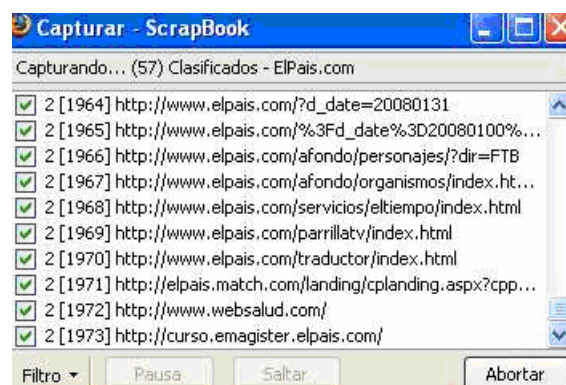 Capturar - ScrapBook
Capturando... (57) Clasificados - ElPais.com
2 [1964] http://www.elpais.com/?d_date=20080131
2 [1965] http://www.elpais.com/%3Fd_date%3D20080100%...
2 [1966] http://www.elpais.com/afondo/personajes/?dir=FTB
2 [1967] http://www.elpais.com/afondo/organismos/index.ht...
2 [1968] http://www.elpais.com/servicios/eltiempo/index.html
2 [1969] http://www.elpais.com/parrillatv/index.html
2 [1970] http://www.elpais.com/traductor/index.html
2 [1971] http://elpais.match.com/landing/cplanding.aspx?cpp...
2 [1972] http://www.websalud.com/
2 [1973] http://curso.emagister.elpais.com/
Filtro Pausa Saltar Abortar